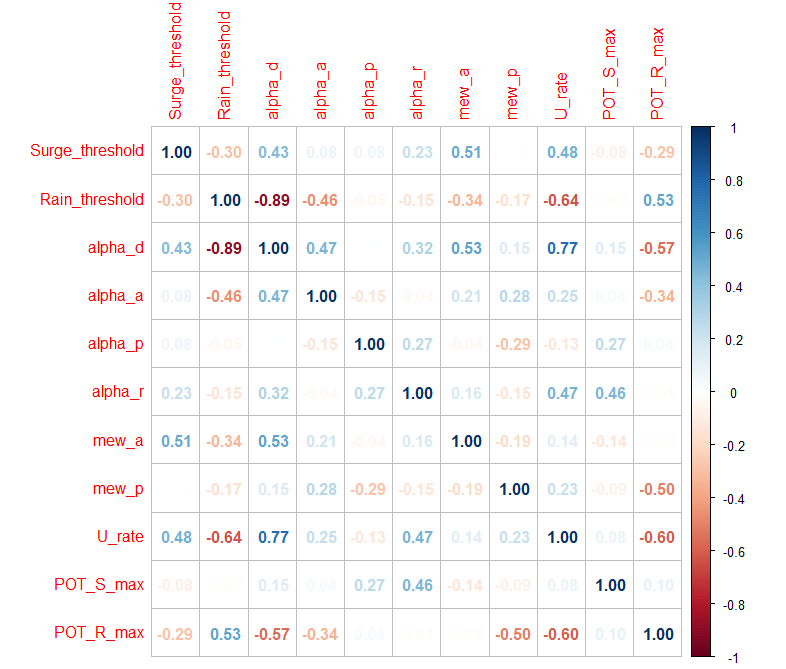 Surge_threshold
Rain_threshold
alpha_d
alpha_a
alpha_p
alpha_r
mew_a
mew_p
U_rate
POT_S_max
POT_R_max
Surge_threshold 1.00 -0.30 0.43 0.08 0.08 0.23 0.51 0.48 -0.08 -0.29
Rain_threshold -0.30 1.00 -0.89 -0.46 -0.05 -0.15 -0.34 -0.17 -0.64 0.53
alpha_d 0.43 -0.89 1.00 0.47 0.32 0.53 0.15 0.77 0.15 -0.57
alpha_a 0.08 -0.46 0.47 1.00 -0.15 0.21 0.28 0.25 0.04 -0.34
alpha_p 0.08 -0.05 -0.15 1.00 0.27 -0.04 -0.29 -0.13 0.27 0.04
alpha_r 0.23 -0.15 0.32 0.27 1.00 0.16 -0.15 0.47 0.46
mew_a 0.51 -0.34 0.53 0.21 -0.04 0.16 1.00 -0.19 0.14 -0.14
mew_p -0.17 0.15 0.28 -0.29 -0.15 -0.19 1.00 0.23 -0.09 -0.50
U_rate 0.48 -0.64 0.77 0.25 -0.13 0.47 0.14 0.23 1.00 0.08 -0.60
POT_S_max -0.08 0.15 0.04 0.27 0.46 -0.14 -0.09 0.08 1.00 0.10
POT_R_max -0.29 0.53 -0.57 -0.34 0.04 -0.50 -0.60 0.10 1.00
1
0.8
0.6
0.4
0.2
0
-0.2
-0.4
-0.6
-0.8
-1